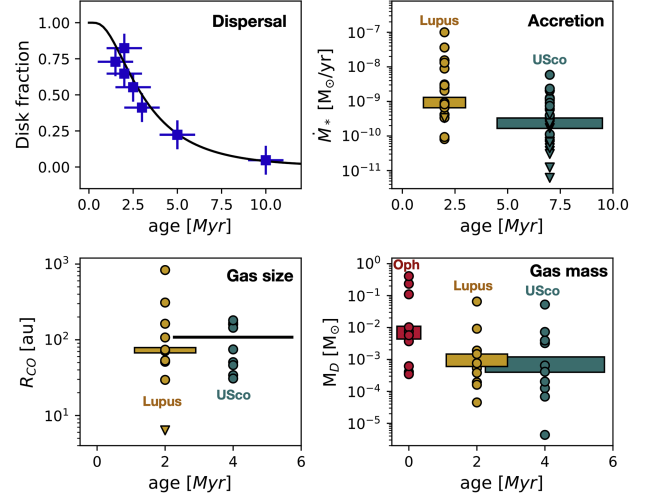 Dispersal
Disk fraction
1.00
0.75
0.50
0.25
0.00
0.0
2.5
5.0
7.5
10.0
age [Myr]
Accretion
Lupus
USco
Ṁ* [M⊙/yr]
10⁻⁷
10⁻⁸
10⁻⁹
10⁻¹⁰
10⁻¹¹
0.0
2.5
5.0
7.5
10.0
age [Myr]
Gas size
R_CO [au]
10³
10²
10¹
Lupus
USco
0
2
4
6
age [Myr]
Gas mass
Oph
Lupus
USco
M_D [M⊙]
10⁰
10⁻¹
10⁻²
10⁻³
10⁻⁴
10⁻⁵
0
2
4
6
age [Myr]